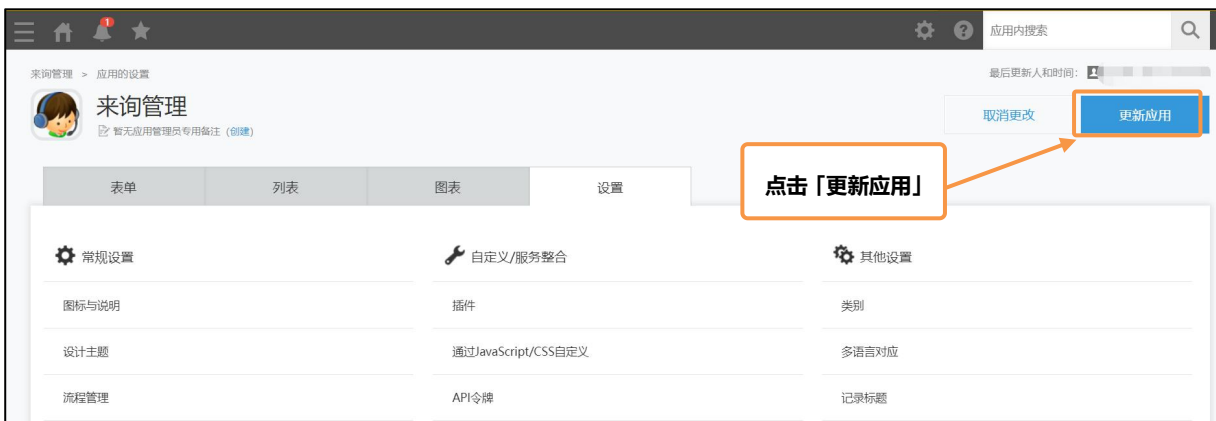 1
应用内搜索
来询管理 > 应用的设置
最后更新人和时间:
来询管理
暂无应用管理员专用备注 (创建)
取消更改
更新应用
点击「更新应用」
表单 列表 图表 设置
常规设置 自定义/服务整合 其他设置
图标与说明 插件 类别
设计主题 通过JavaScript/CSS自定义 多语言对应
流程管理 API令牌 记录标题